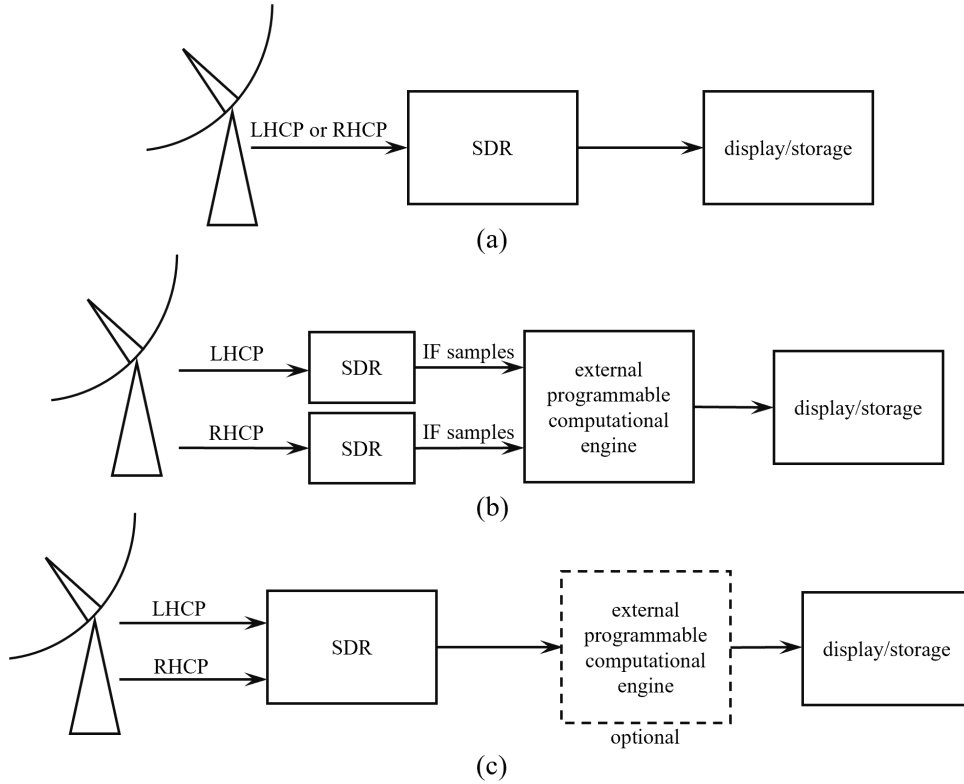 LHCP or RHCP
SDR
display/storage
(a)
LHCP
SDR
IF samples
RHCP
SDR
IF samples
external
programmable
computational
engine
display/storage
(b)
LHCP
RHCP
SDR
external
programmable
computational
engine
optional
display/storage
(c)